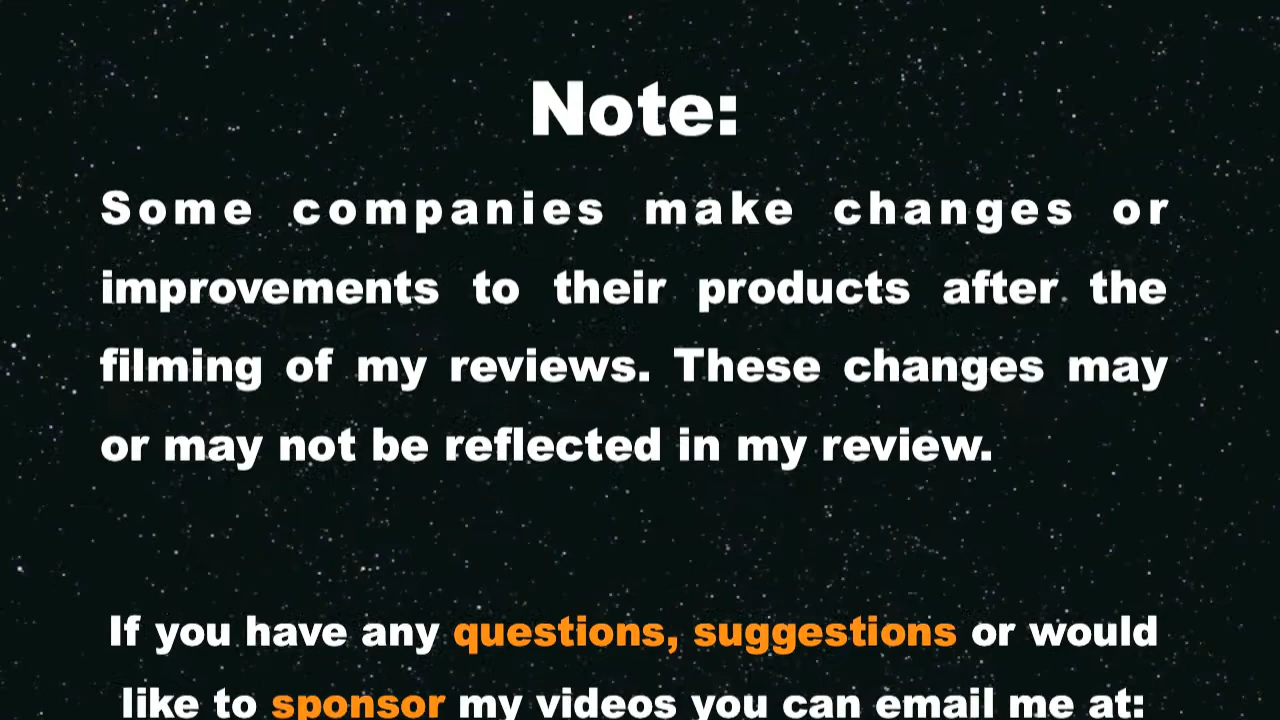 Note:
Some companies make changes or
improvements to their products after the
filming of my reviews. These changes may
or may not be reflected in my review.
If you have any questions, suggestions or would
like to sponsor my videos you can email me at: